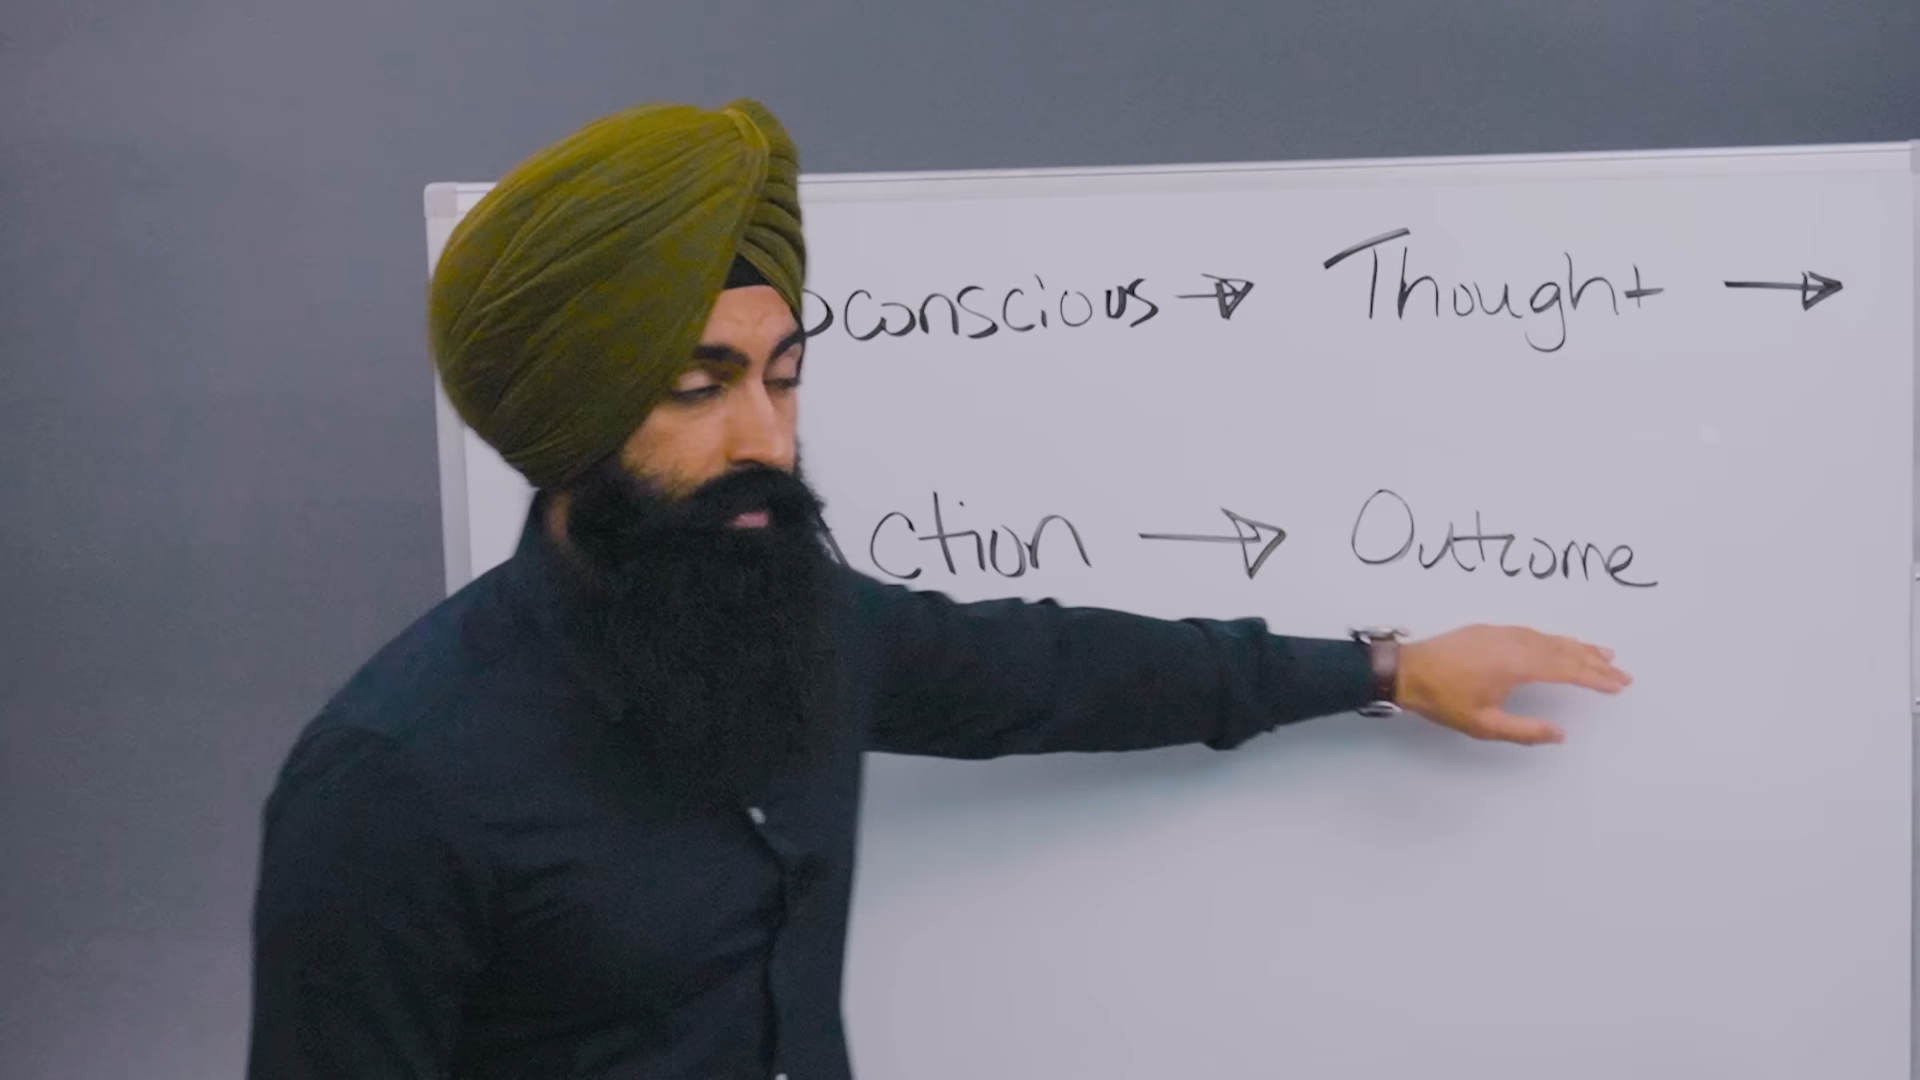 conscious → Thought →
ction → Outcome